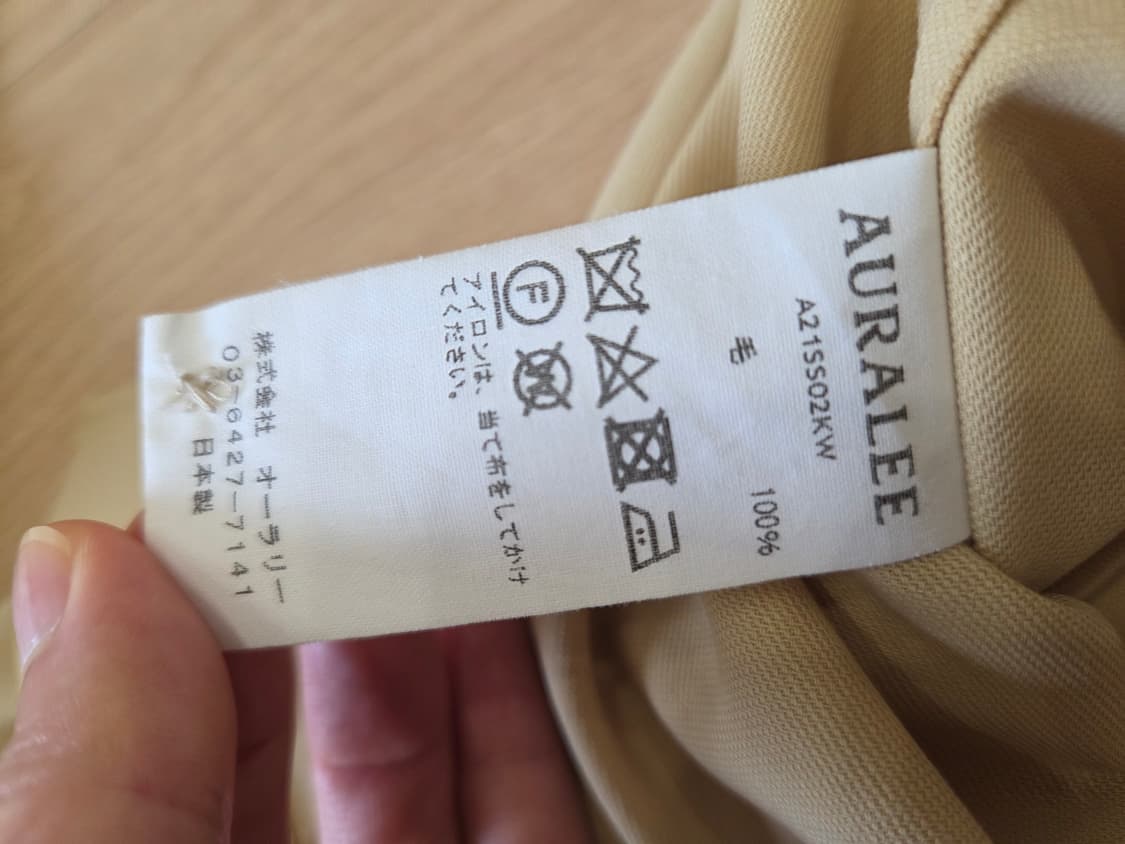 AURALEE
A21SS02KW
毛 100%
F
W
アイロンは、当て布をしてかけ
てください。
株式會社 オーラリー
03-6427-7141
日本製